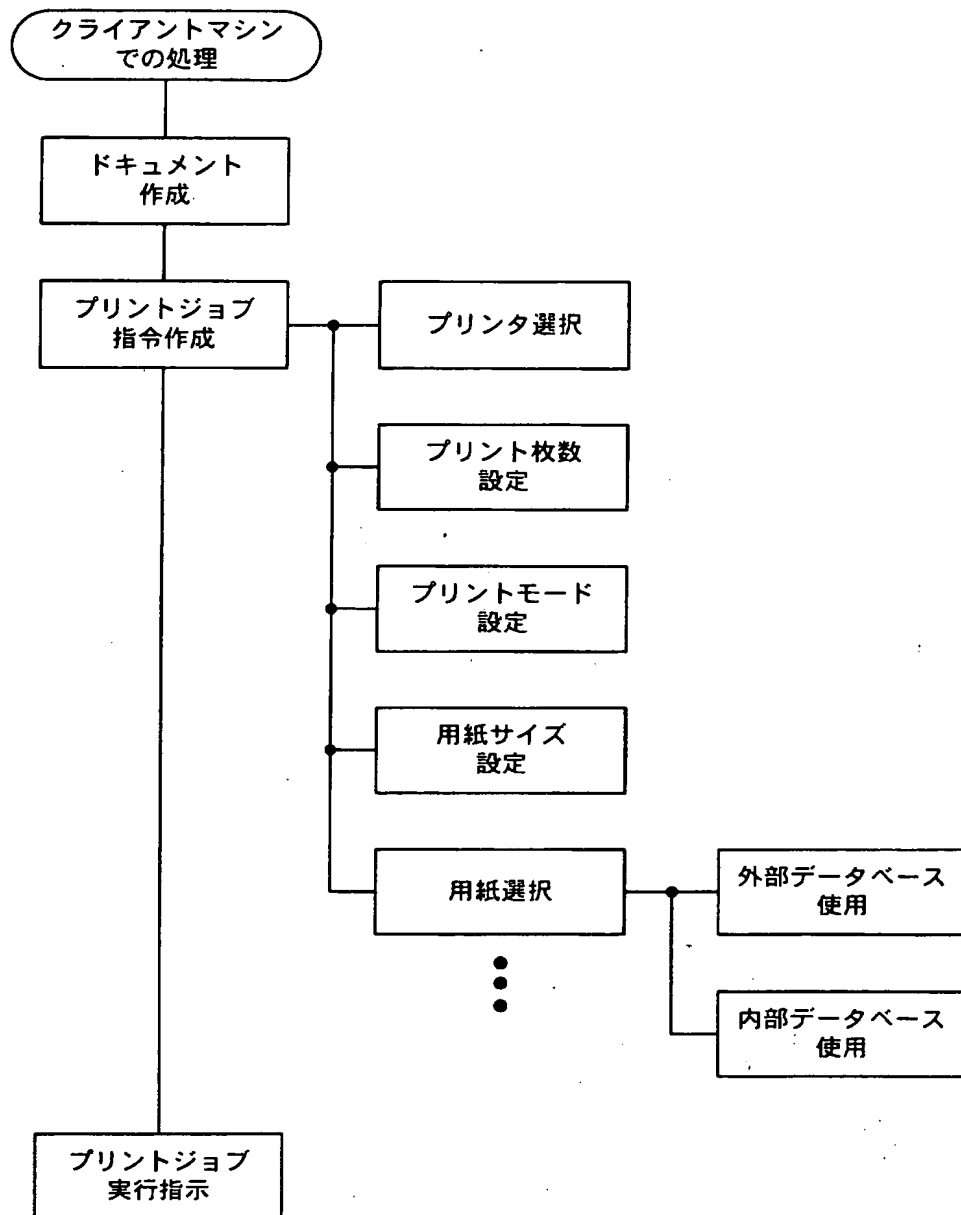 クライアントマシン
での処理
ドキュメント
作成
プリントジョブ
指令作成
プリンタ選択
プリント枚数
設定
プリントモード
設定
用紙サイズ
設定
用紙選択
外部データベース
使用
内部データベース
使用
プリントジョブ
実行指示